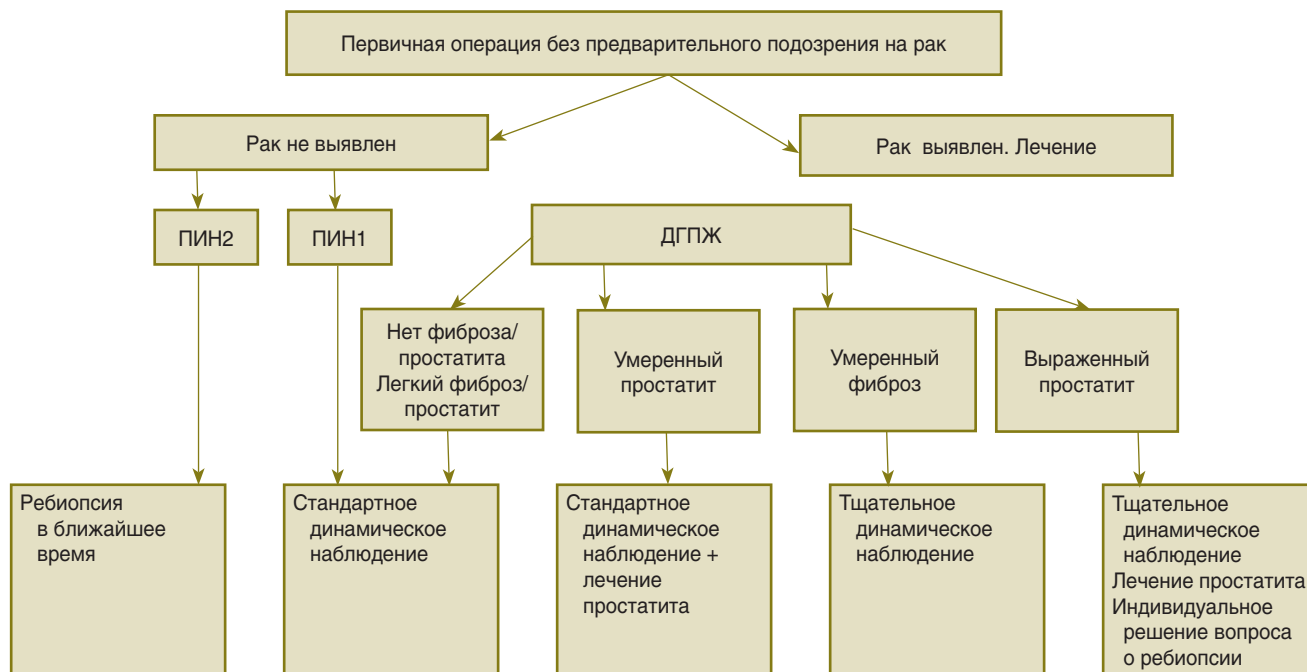 Первичная операция без предварительного подозрения на рак
Рак не выявлен
Рак выявлен. Лечение
ПИН2
ПИН1
ДГПЖ
Нет фиброза/
простатита
Легкий фиброз/
простатит
Умеренный
простатит
Умеренный
фиброз
Выраженный
простатит
Ребиопсия
в ближайшее
время
Стандартное
динамическое
наблюдение
Стандартное
динамическое
наблюдение +
лечение
простатита
Тщательное
динамическое
наблюдение
Тщательное
динамическое
наблюдение
Лечение простатита
Индивидуальное
решение вопроса
о ребиопсии